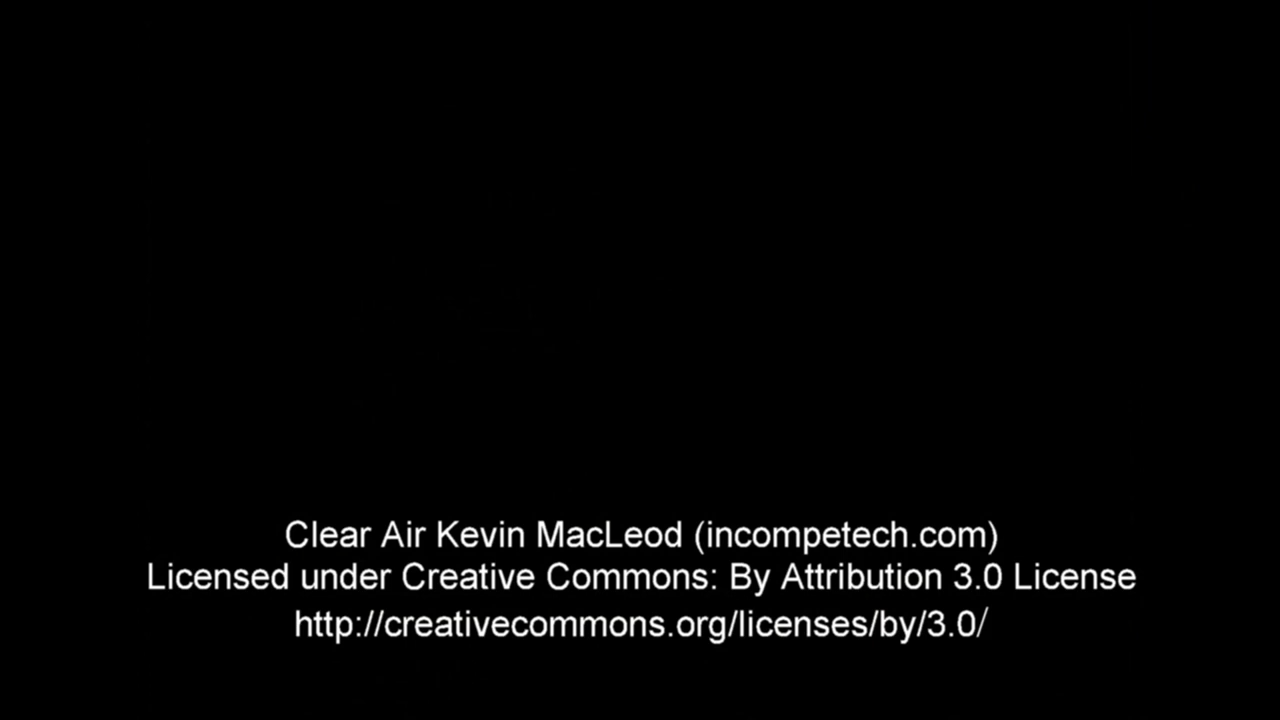 Clear Air Kevin MacLeod (incompetech.com)
Licensed under Creative Commons: By Attribution 3.0 License
http://creativecommons.org/licenses/by/3.0/